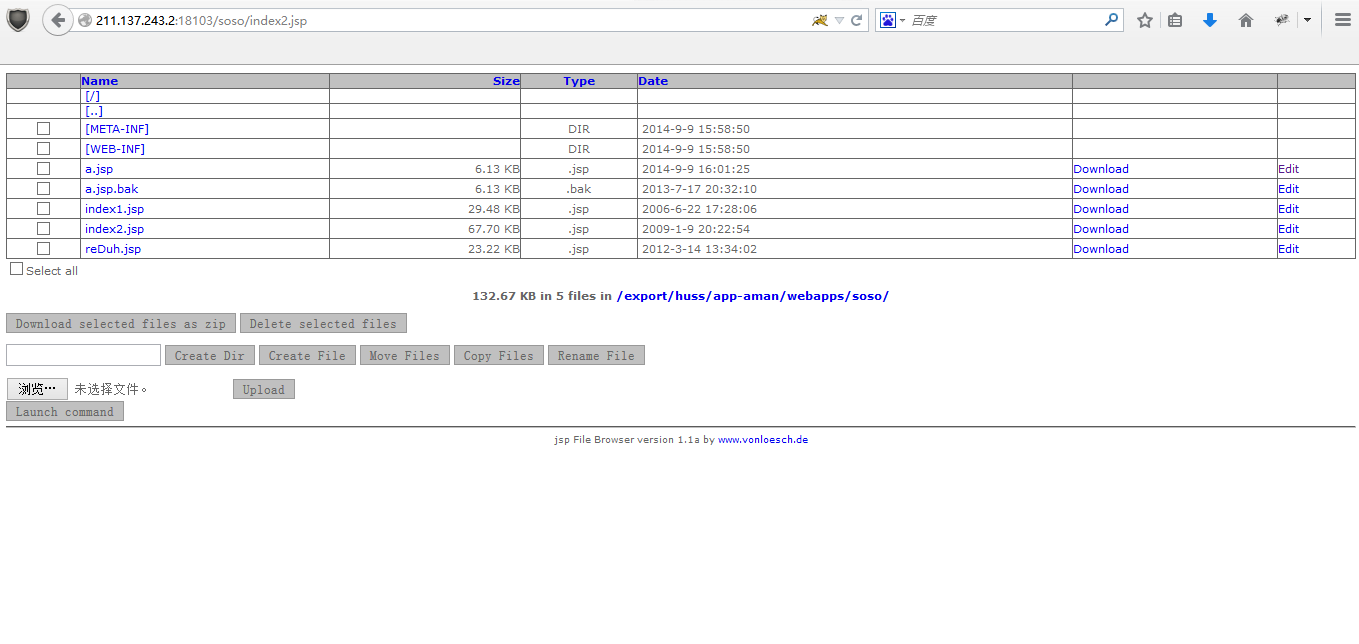 211.137.243.2:18103/soso/index2.jsp 百度
Name Size Type Date
[/]
[..]
[META-INF] DIR 2014-9-9 15:58:50
[WEB-INF] DIR 2014-9-9 15:58:50
a.jsp 6.13 KB .jsp 2014-9-9 16:01:25 Download Edit
a.jsp.bak 6.13 KB .bak 2013-7-17 20:32:10 Download Edit
index1.jsp 29.48 KB .jsp 2006-6-22 17:28:06 Download Edit
index2.jsp 67.70 KB .jsp 2009-1-9 20:22:54 Download Edit
reDuh.jsp 23.22 KB .jsp 2012-3-14 13:34:02 Download Edit
Select all
132.67 KB in 5 files in /export/huss/app-aman/webapps/soso/
Download selected files as zip Delete selected files
Create Dir Create File Move Files Copy Files Rename File
浏览… 未选择文件。 Upload
Launch command
jsp File Browser version 1.1a by www.vonloesch.de